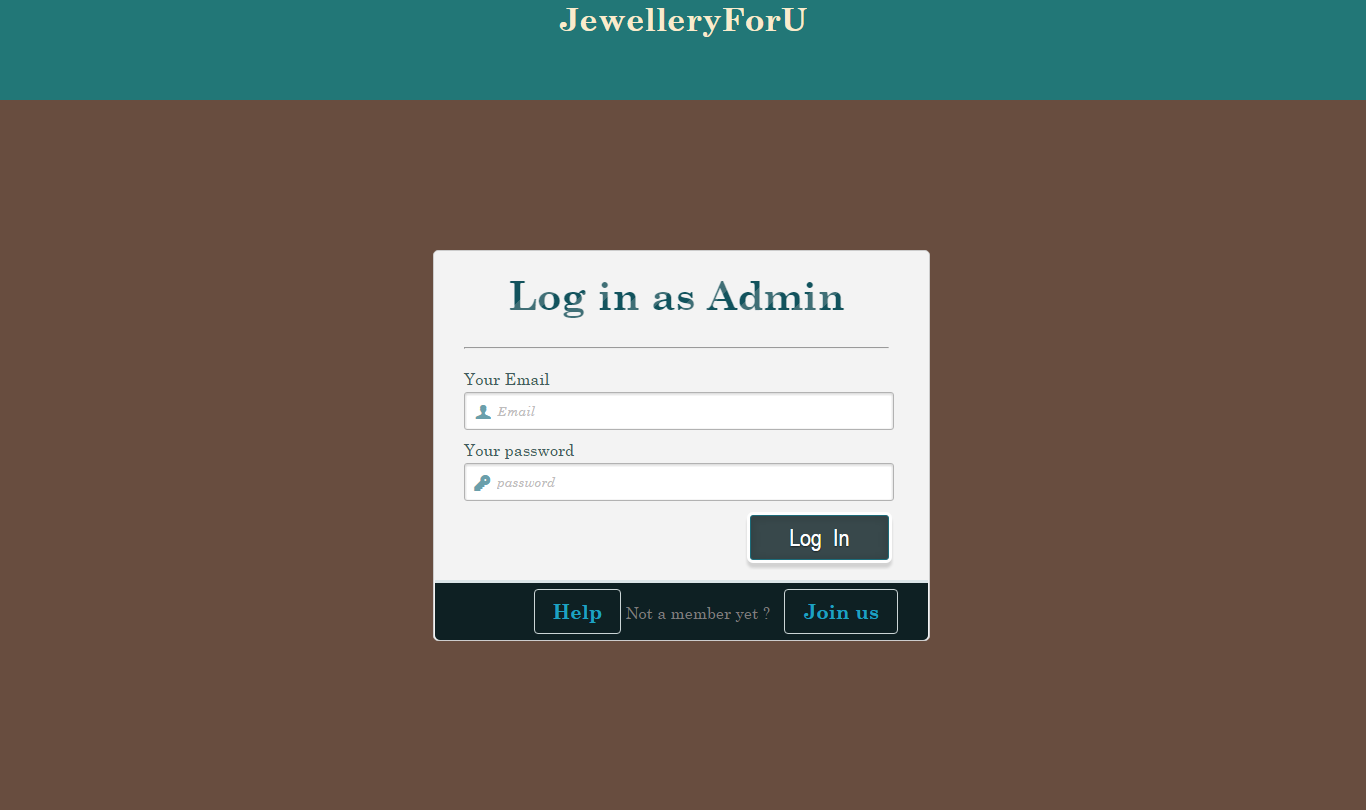 JewelleryForU
Log in as Admin
Your Email
Email
Your password
password
Log In
Help Not a member yet ? Join us